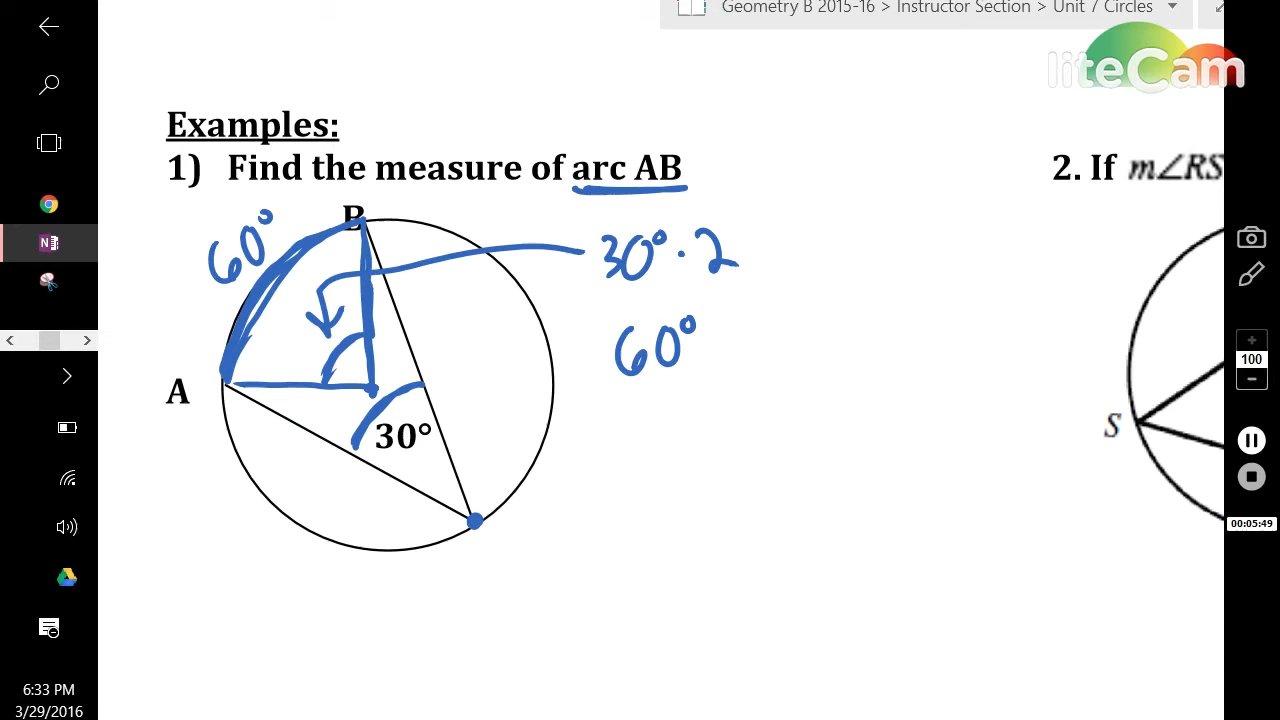 Geometry B 2015-16 > Instructor Section > Unit 7 Circles
liteCam
Examples:
1) Find the measure of arc AB
2. If m∠RS
60°
B
30° · 2
60°
A
30°
S
N
100
00:05:49
6:33 PM
3/29/2016